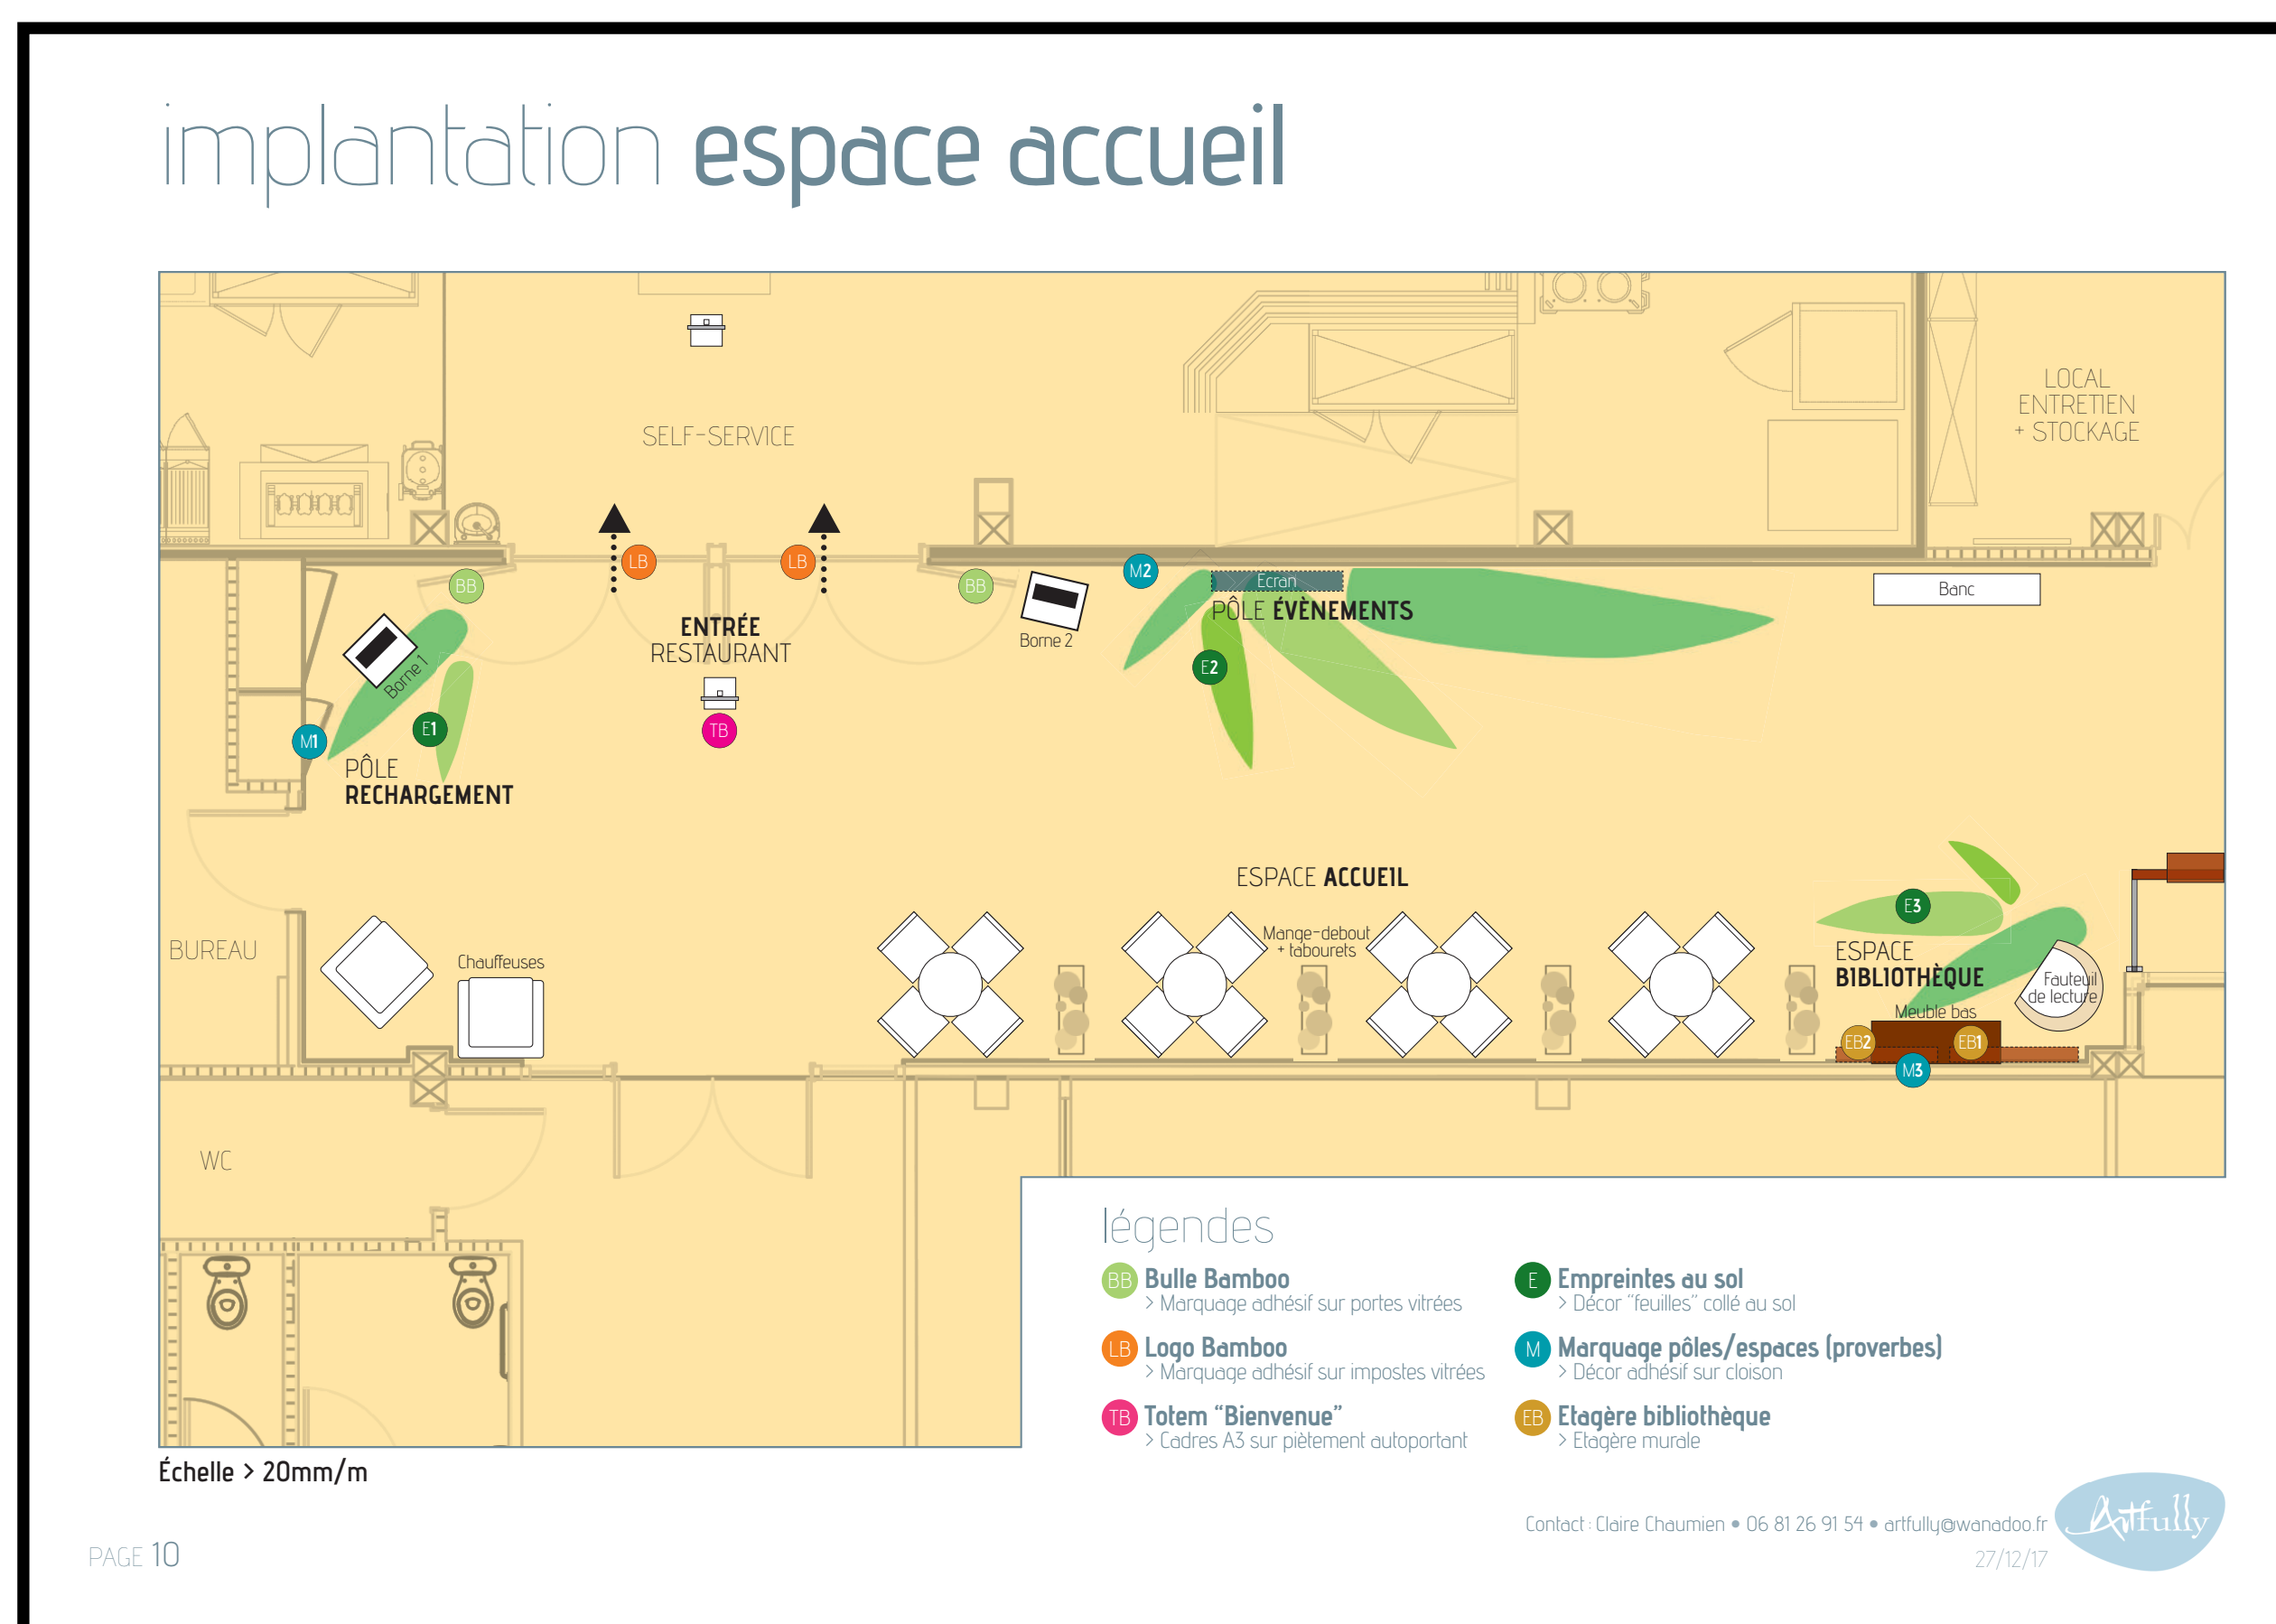 implantation espace accueil
SELF-SERVICE
LOCAL
ENTRETIEN
+ STOCKAGE
LB
LB
BB
BB
M2
Ecran
PÔLE ÉVÈNEMENTS
Banc
ENTRÉE
RESTAURANT
Borne 2
Borne 1
E2
E1
TB
M1
PÔLE
RECHARGEMENT
ESPACE ACCUEIL
E3
BUREAU
Chauffeuses
Mange-debout
+ tabourets
ESPACE
BIBLIOTHÈQUE
Fauteuil
de lecture
Meuble bas
EB2
EB1
M3
WC
légendes
BB Bulle Bamboo
> Marquage adhésif sur portes vitrées
LB Logo Bamboo
> Marquage adhésif sur impostes vitrées
TB Totem “Bienvenue”
> Cadres A3 sur piètement autoportant
E Empreintes au sol
> Décor “feuilles” collé au sol
M Marquage pôles/espaces (proverbes)
> Décor adhésif sur cloison
EB Etagère bibliothèque
> Etagère murale
Échelle > 20mm/m
Contact : Claire Chaumien • 06 81 26 91 54 • artfully@wanadoo.fr
Artfully
PAGE 10
27/12/17